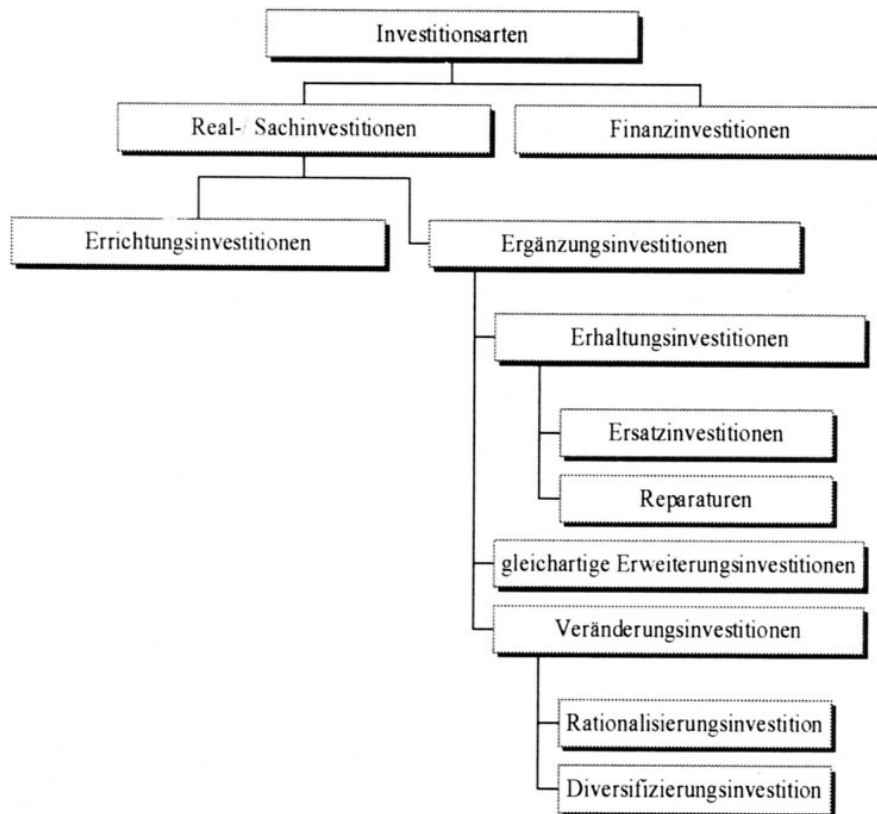 Investitionsarten
Real-/ Sachinvestitionen
Finanzinvestitionen
Errichtungsinvestitionen
Ergänzungsinvestitionen
Erhaltungsinvestitionen
Ersatzinvestitionen
Reparaturen
gleichartige Erweiterungsinvestitionen
Veränderungsinvestitionen
Rationalisierungsinvestition
Diversifizierungsinvestition